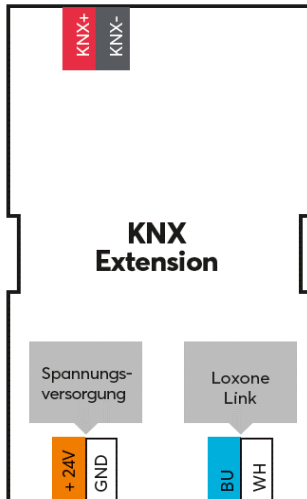 KNX+
KNX-
KNX
Extension
Spannungs-
versorgung
Loxone
Link
+ 24V
GND
BU
WH